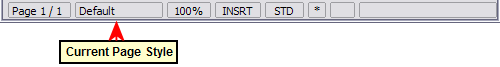 Page 1 / 1 Default 100% INSRT STD *
Current Page Style